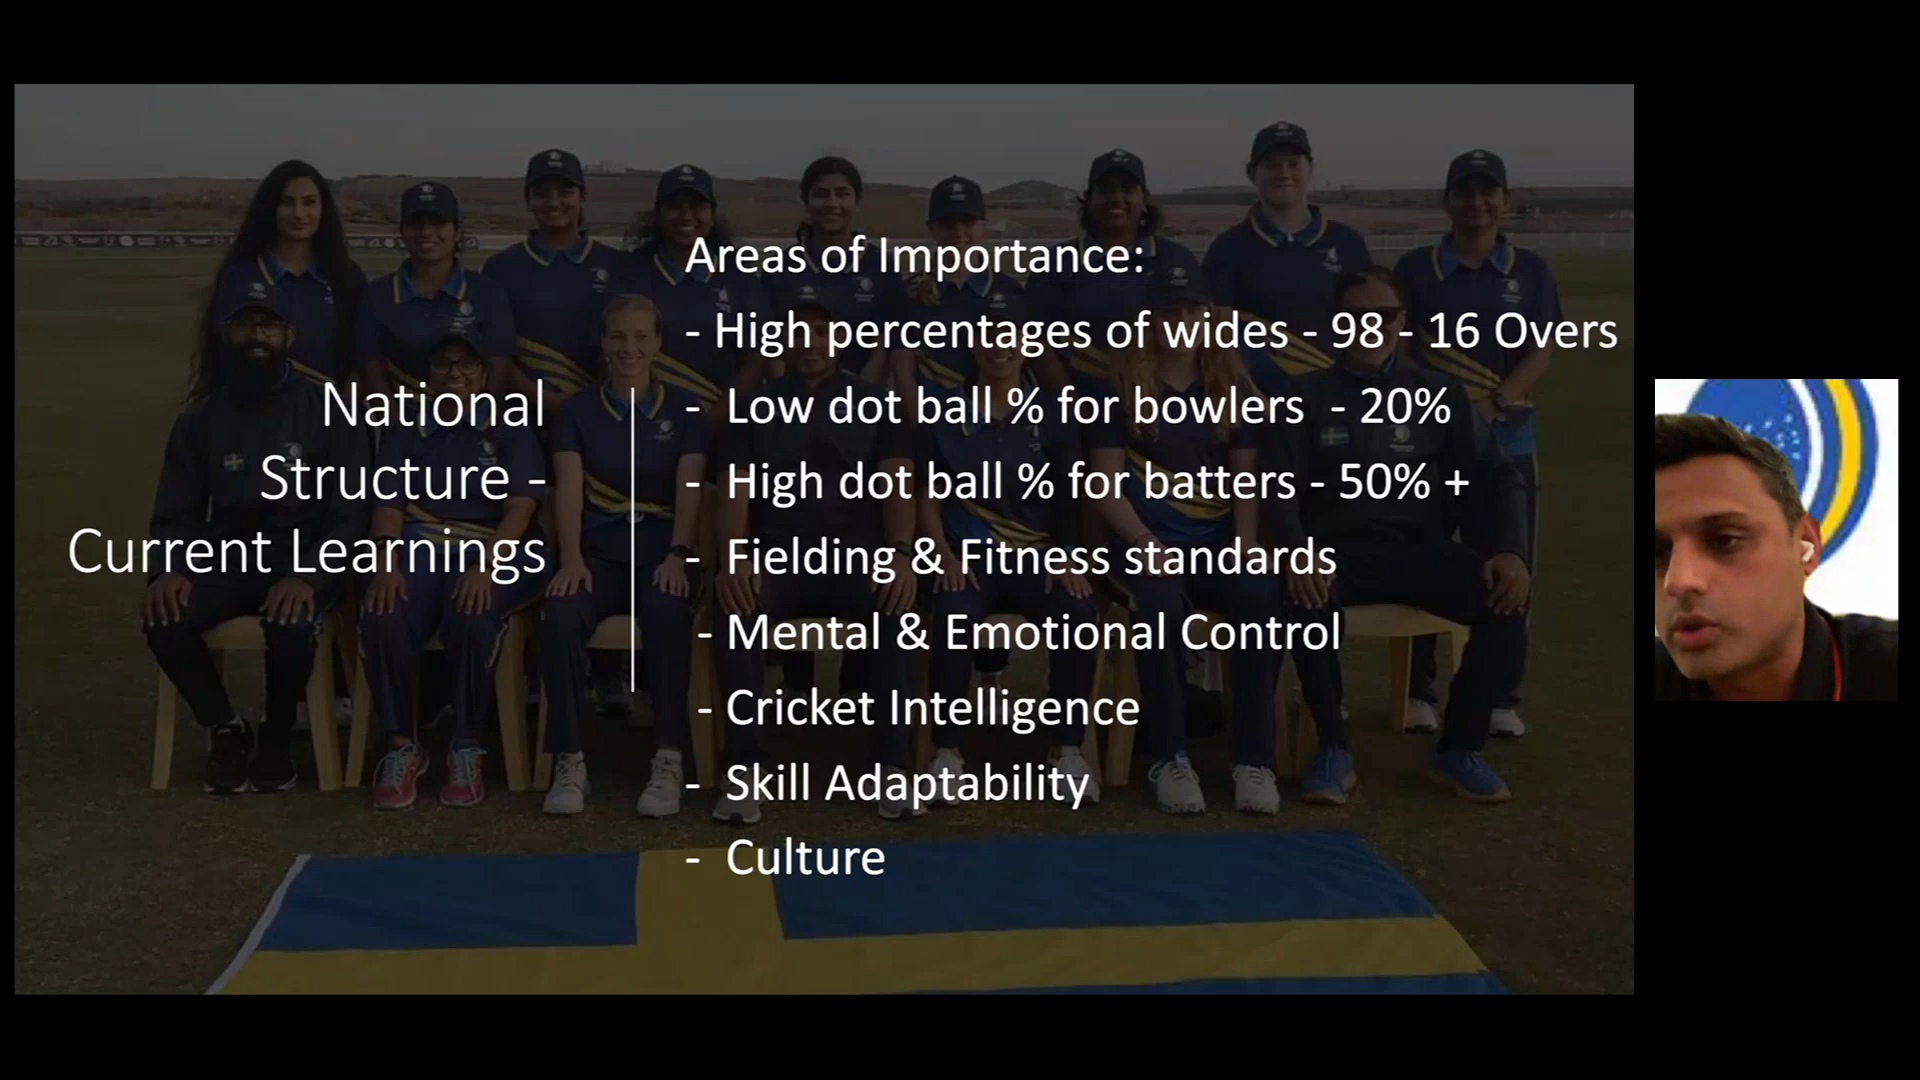 National
Structure -
Current Learnings
Areas of Importance:
- High percentages of wides - 98 - 16 Overs
- Low dot ball % for bowlers - 20%
- High dot ball % for batters - 50% +
- Fielding & Fitness standards
- Mental & Emotional Control
- Cricket Intelligence
- Skill Adaptability
- Culture